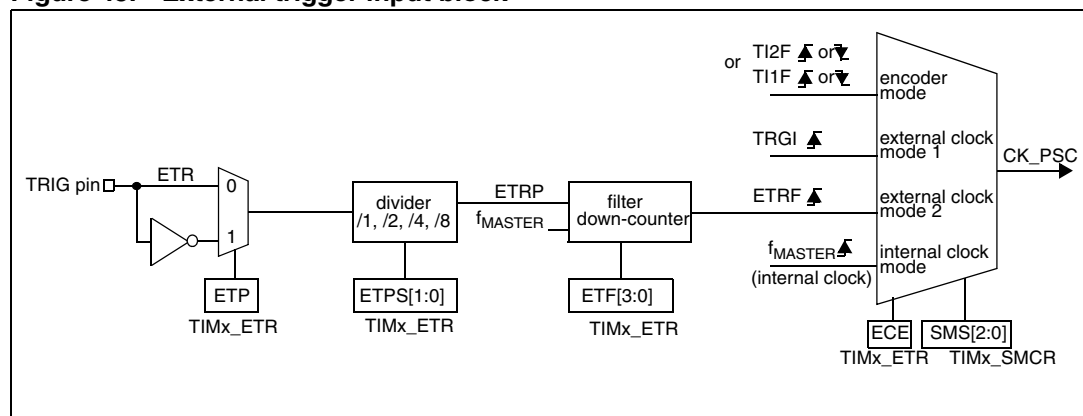 Figure 48. External trigger input block
or TI2F or
TI1F or
encoder
mode
TRGI
external clock
mode 1
CK_PSC
TRIG pin
ETR
0
1
divider
/1, /2, /4, /8
ETRP
fMASTER
filter
down-counter
ETRF
external clock
mode 2
fMASTER
(internal clock)
internal clock
mode
ETP
TIMx_ETR
ETPS[1:0]
TIMx_ETR
ETF[3:0]
TIMx_ETR
ECE
TIMx_ETR
SMS[2:0]
TIMx_SMCR